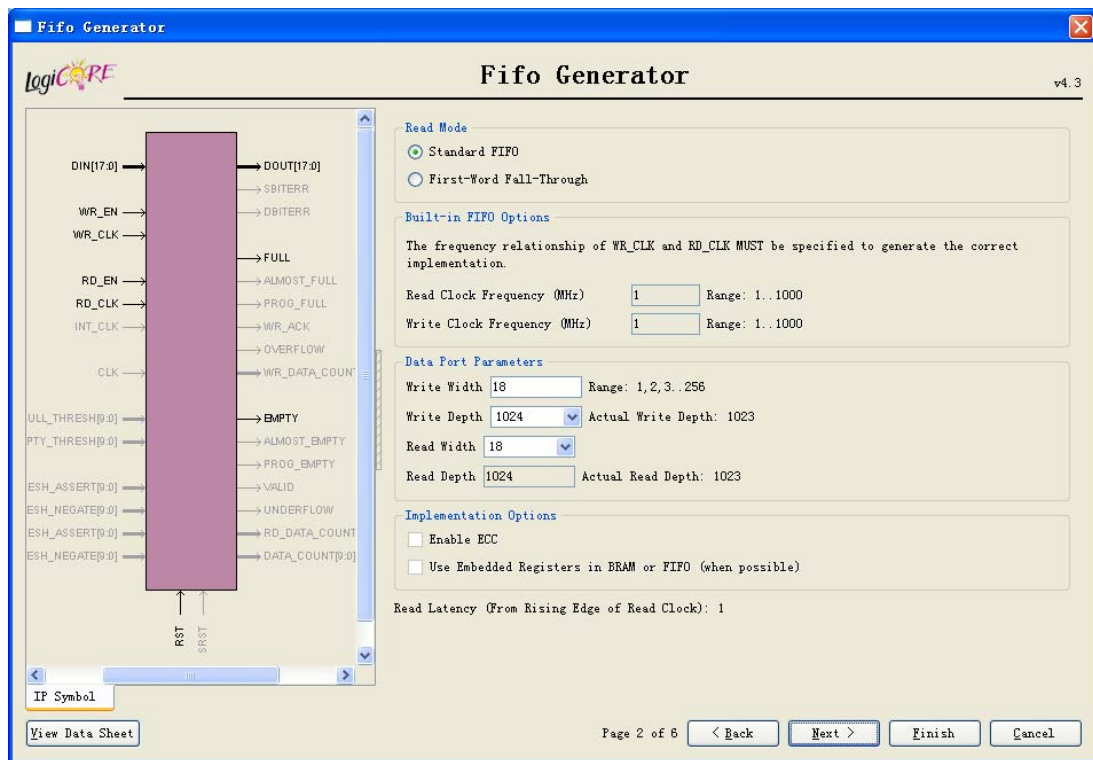 Fifo Generator
LogiCORE
Fifo Generator
v4.3
DIN[17:0]
WR_EN
WR_CLK
RD_EN
RD_CLK
INT_CLK
CLK
ULL_THRESH[9:0]
PTY_THRESH[9:0]
ESH_ASSERT[9:0]
ESH_NEGATE[9:0]
ESH_ASSERT[9:0]
ESH_NEGATE[9:0]
DOUT[17:0]
SBITERR
DBITERR
FULL
ALMOST_FULL
PROG_FULL
WR_ACK
OVERFLOW
WR_DATA_COUN
EMPTY
ALMOST_EMPTY
PROG_EMPTY
VALID
UNDERFLOW
RD_DATA_COUNT
DATA_COUNT[9:0]
RST
SRST
IP Symbol
Read Mode
Standard FIFO
First-Word Fall-Through
Built-in FIFO Options
The frequency relationship of WR_CLK and RD_CLK MUST be specified to generate the correct
implementation.
Read Clock Frequency (MHz) 1 Range: 1..1000
Write Clock Frequency (MHz) 1 Range: 1..1000
Data Port Parameters
Write Width 18 Range: 1,2,3..256
Write Depth 1024 Actual Write Depth: 1023
Read Width 18
Read Depth 1024 Actual Read Depth: 1023
Implementation Options
Enable ECC
Use Embedded Registers in BRAM or FIFO (when possible)
Read Latency (From Rising Edge of Read Clock): 1
View Data Sheet
Page 2 of 6 < Back Next > Finish Cancel